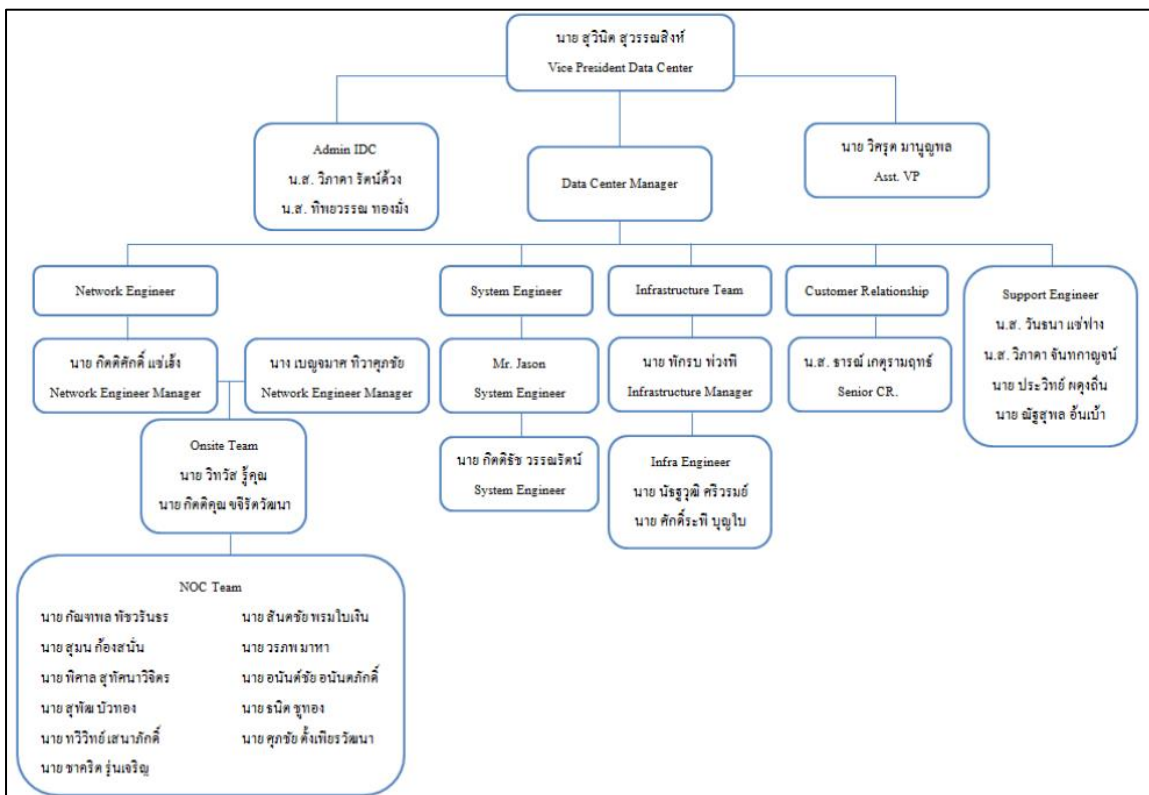 นาย สุวินิต สุวรรณสิงห์
Vice President Data Center
Admin IDC
น.ส. วิภาดา รัตน์ด้วง
น.ส. ทิพยวรรณ ทองมั่ง
Data Center Manager
นาย วิศรุต มานูญพล
Asst. VP
Network Engineer
System Engineer
Infrastructure Team
Customer Relationship
Support Engineer
น.ส. วันธนา แซ่ฟาง
น.ส. วิภาดา จันทกาญจน์
นาย ประวิทย์ ผดุงถิ่น
นาย ณัฐสุพล อ้นเบ้า
นาย กิตติศักดิ์ แซ่เฮ้ง
Network Engineer Manager
นาง เบญจมาศ ทิวาศุภชัย
Network Engineer Manager
Mr. Jason
System Engineer
นาย พักรบ พ่วงพี
Infrastructure Manager
น.ส. ธารณ์ เกตุรามฤทธ์
Senior CR.
Onsite Team
นาย วิทวัส รู้คุณ
นาย กิตติคุณ ขจิรัตวัฒนา
นาย กิตติธัช วรรณรัตน์
System Engineer
Infra Engineer
นาย นัธฐวุฒิ ศรีวรมย์
นาย ศักดิ์ระพี บุญใบ
NOC Team
นาย กัณฑพล พัชวรันธร
นาย สุมน ก้องสนั่น
นาย พิศาล สุทัศนาวิจิตร
นาย สุพัฒ บัวทอง
นาย ทวีวิทย์ เสนาภักดิ์
นาย ชาคริต รุ่นเจริญ
นาย สันตชัย พรมใบเงิน
นาย วรภพ มาหา
นาย อนันต์ชัย อนันตภักดิ์
นาย ธนิต ชูทอง
นาย ศุภชัย ตั้งเพียรวัฒนา